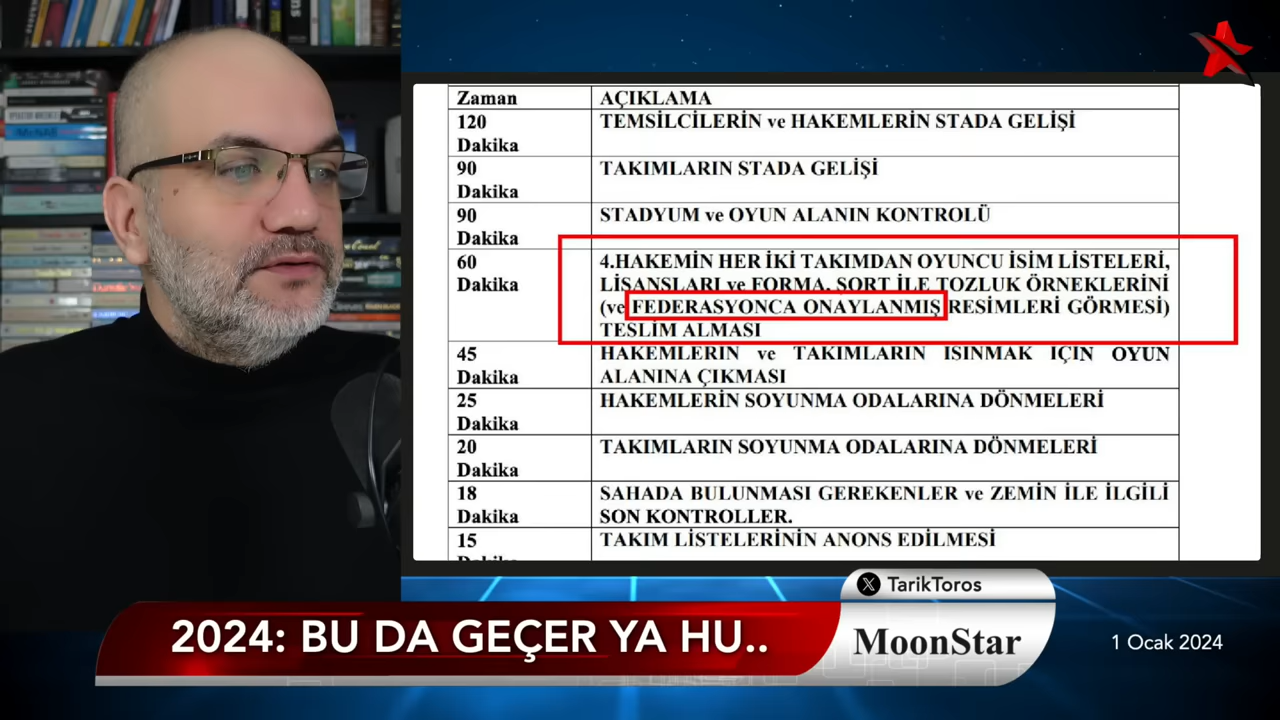 Zaman AÇIKLAMA
120 Dakika TEMSİLCİLERİN ve HAKEMLERİN STADA GELİŞİ
90 Dakika TAKIMLARIN STADA GELİŞİ
90 Dakika STADYUM ve OYUN ALANIN KONTROLÜ
60 Dakika 4.HAKEMİN HER İKİ TAKIMDAN OYUNCU İSİM LİSTELERİ,
LİSANSLARI ve FORMA, ŞORT İLE TOZLUK ÖRNEKLERİNİ
(ve FEDERASYONCA ONAYLANMIŞ RESİMLERİ GÖRMESİ)
TESLİM ALMASI
45 Dakika HAKEMLERIN ve TAKIMLARIN ISINMAK İÇİN OYUN
ALANINA ÇIKMASI
25 Dakika HAKEMLERİN SOYUNMA ODALARINA DÖNMELERİ
20 Dakika TAKIMLARIN SOYUNMA ODALARINA DÖNMELERİ
18 Dakika SAHADA BULUNMASI GEREKENLER ve ZEMİN İLE İLGİLİ
SON KONTROLLER.
15 TAKIM LİSTELERİNİN ANONS EDİLMESİ
X TarikToros
2024: BU DA GEÇER YA HU..
MoonStar
1 Ocak 2024